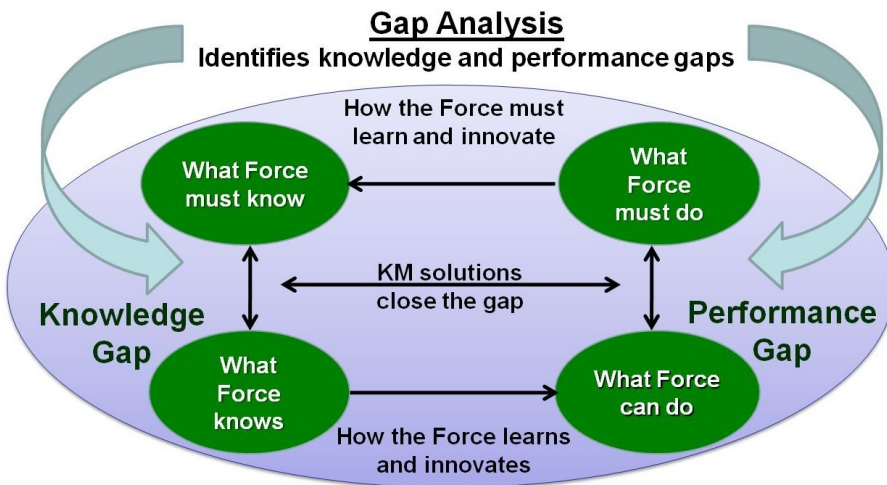 Gap Analysis
Identifies knowledge and performance gaps
How the Force must
learn and innovate
What Force
must know
What
Force
must do
KM solutions
close the gap
Knowledge
Gap
Performance
Gap
What
Force
knows
What Force
can do
How the Force learns
and innovates